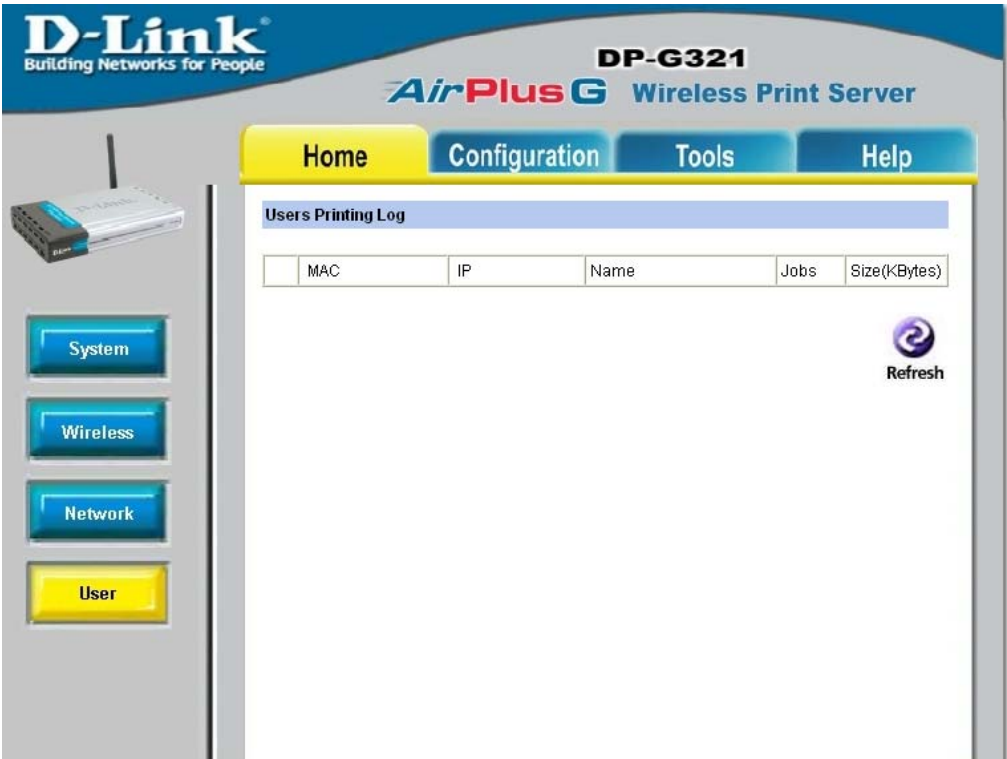 D-Link
Building Networks for People
DP-G321
AirPlus G Wireless Print Server
Home Configuration Tools Help
Users Printing Log
MAC IP Name Jobs Size(KBytes)
Refresh
System
Wireless
Network
User
D-Link